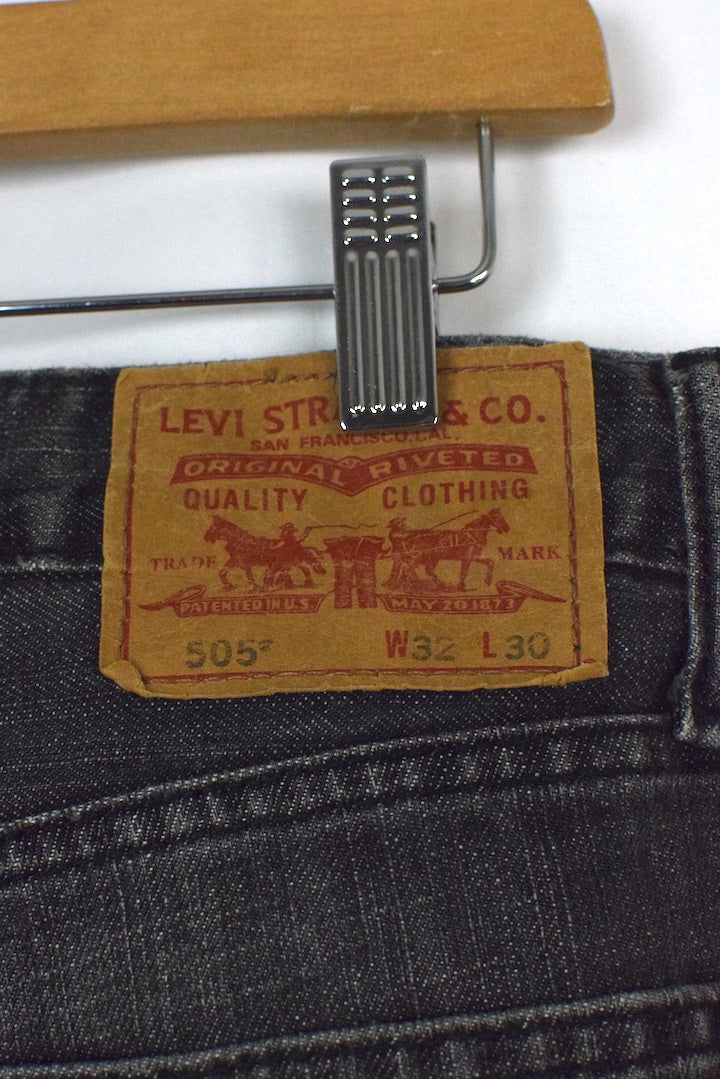 LEVI STRA & CO.
SAN FRANCISCO, CAL.
ORIGINAL RIVETED
QUALITY CLOTHING
TRADE MARK
PATENTED IN U.S. MAY 20 1873
505 W32 L30